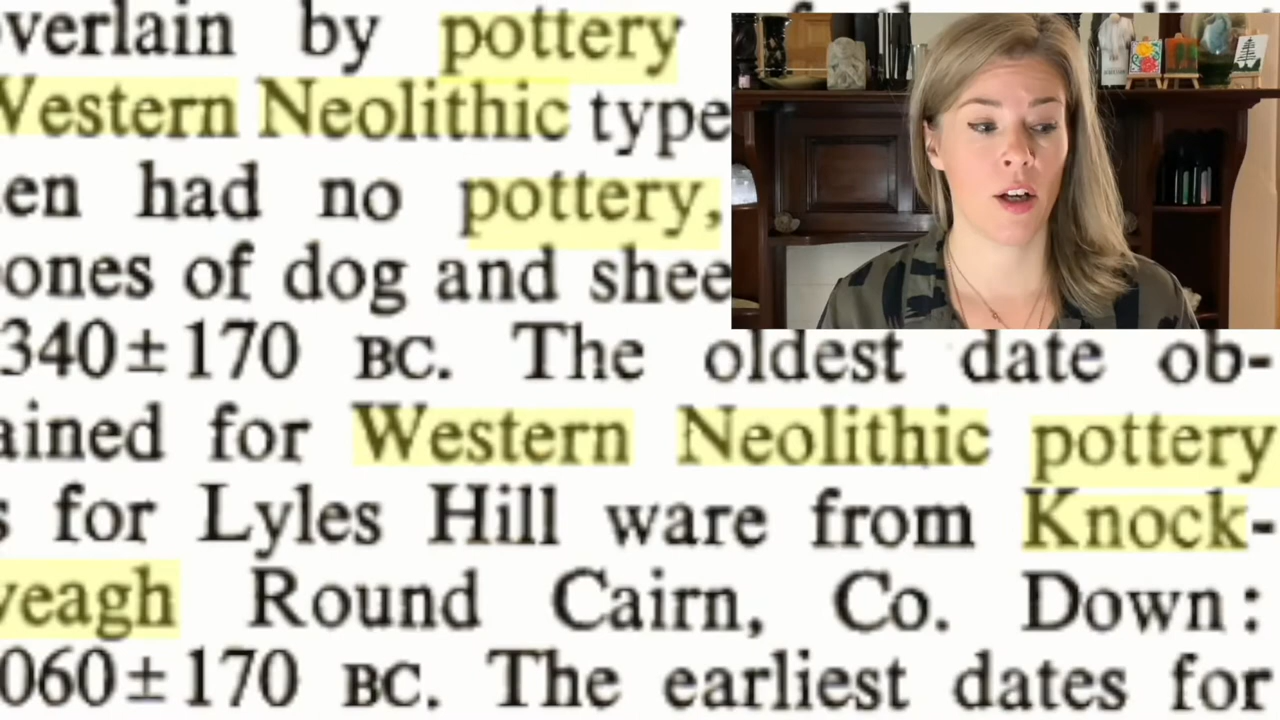 overlain by pottery
Western Neolithic type
en had no pottery,
ones of dog and shee
340±170 BC. The oldest date ob-
ained for Western Neolithic pottery
s for Lyles Hill ware from Knock-
veagh Round Cairn, Co. Down:
060±170 BC. The earliest dates for